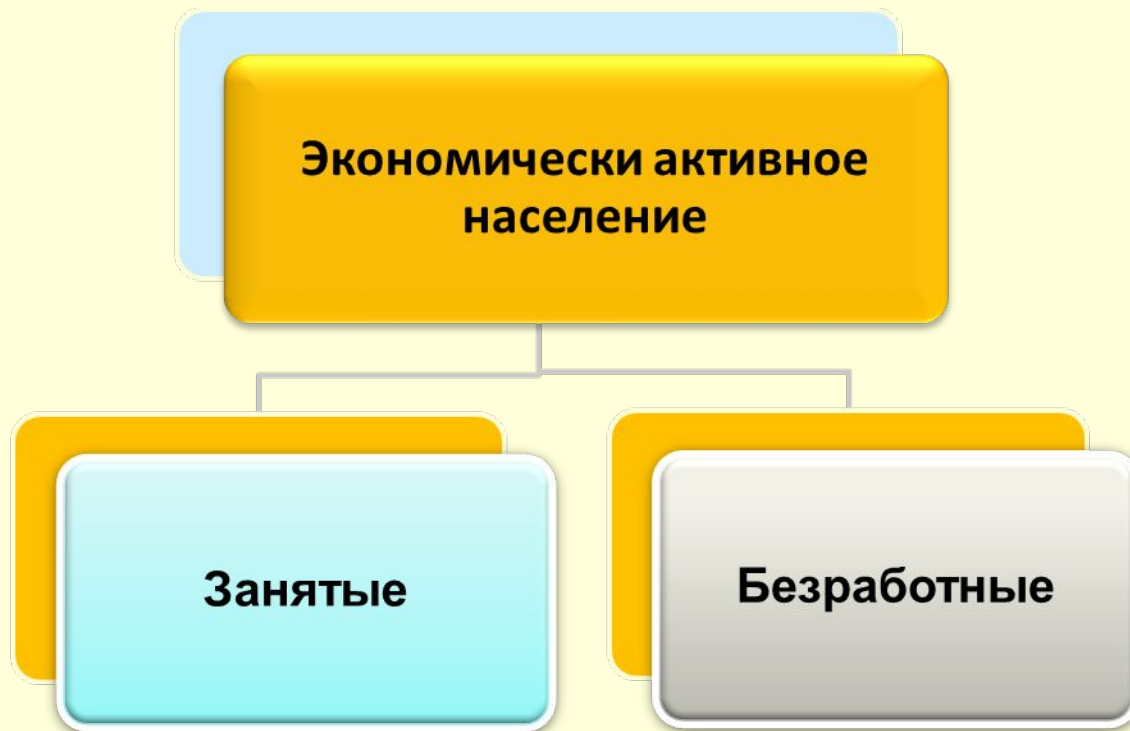 Экономически активное
население
Занятые
Безработные